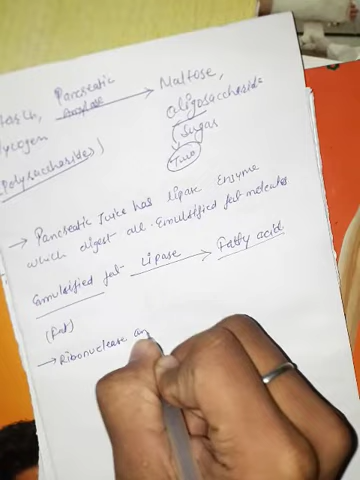 Pancreatic
Amylase
Maltose,
oligosaccharide
Sugar
Two
Glycogen
(Polysaccharides)
→ Pancreatic Juice has lipase Enzyme
which digest all Emulsified fat molecules
Emulsified fat Lipase → Fatty acid.
(Fat)
→ Ribonuclease an